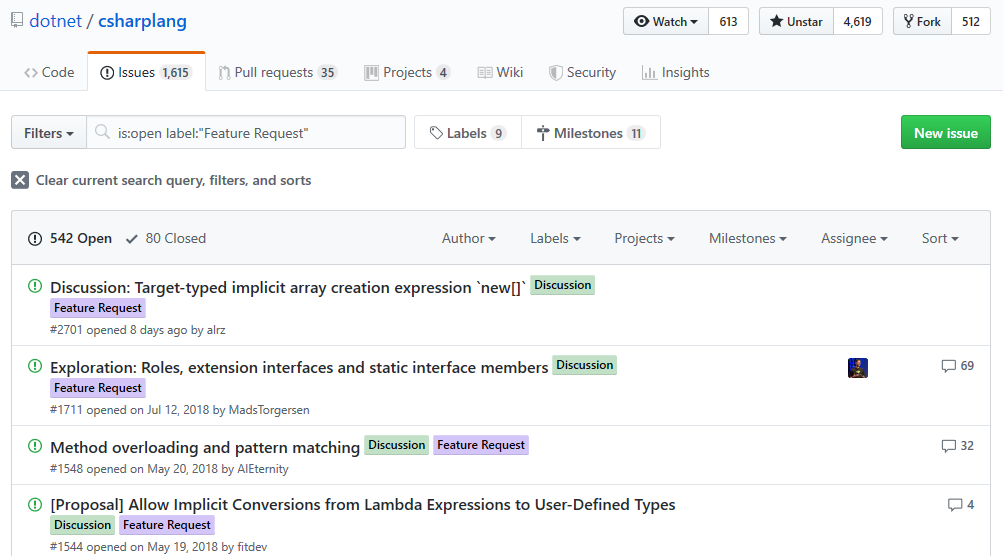 dotnet / csharplang Watch 613 Unstar 4,619 Fork 512
Code Issues 1,615 Pull requests 35 Projects 4 Wiki Security Insights
Filters is:open label:"Feature Request" Labels 9 Milestones 11 New issue
Clear current search query, filters, and sorts
542 Open 80 Closed Author Labels Projects Milestones Assignee Sort
Discussion: Target-typed implicit array creation expression `new[]` Discussion
Feature Request
#2701 opened 8 days ago by alrz
Exploration: Roles, extension interfaces and static interface members Discussion 69
Feature Request
#1711 opened on Jul 12, 2018 by MadsTorgersen
Method overloading and pattern matching Discussion Feature Request 32
#1548 opened on May 20, 2018 by AlEternity
[Proposal] Allow Implicit Conversions from Lambda Expressions to User-Defined Types 4
Discussion Feature Request
#1544 opened on May 19, 2018 by fitdev